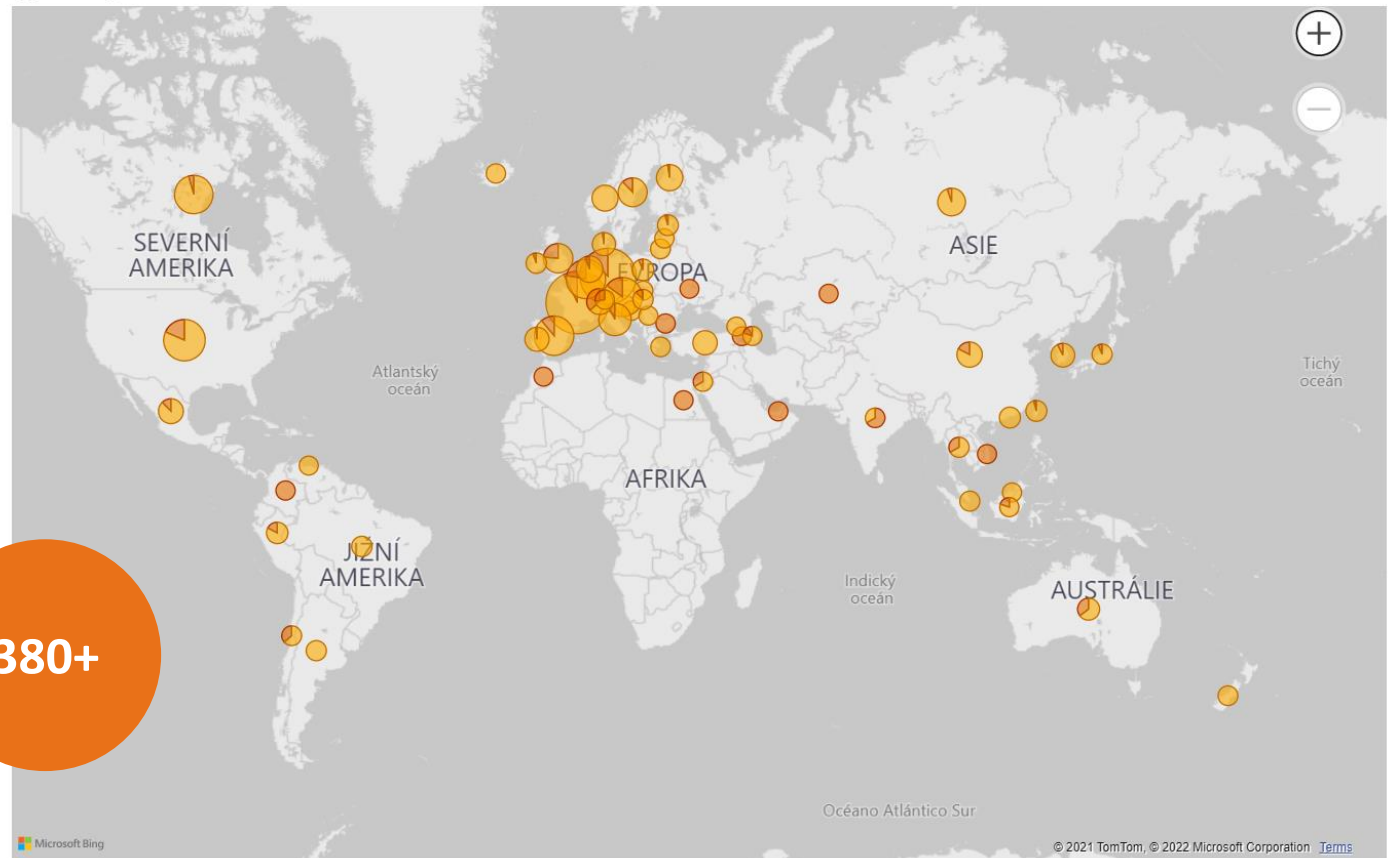 +
−
SEVERNÍ
AMERIKA
EVROPA
ASIE
Atlantský
oceán
Tichý
oceán
AFRIKA
JIŽNÍ
AMERIKA
Indický
oceán
AUSTRÁLIE
380+
Océano Atlántico Sur
Microsoft Bing
© 2021 TomTom, © 2022 Microsoft Corporation Terms